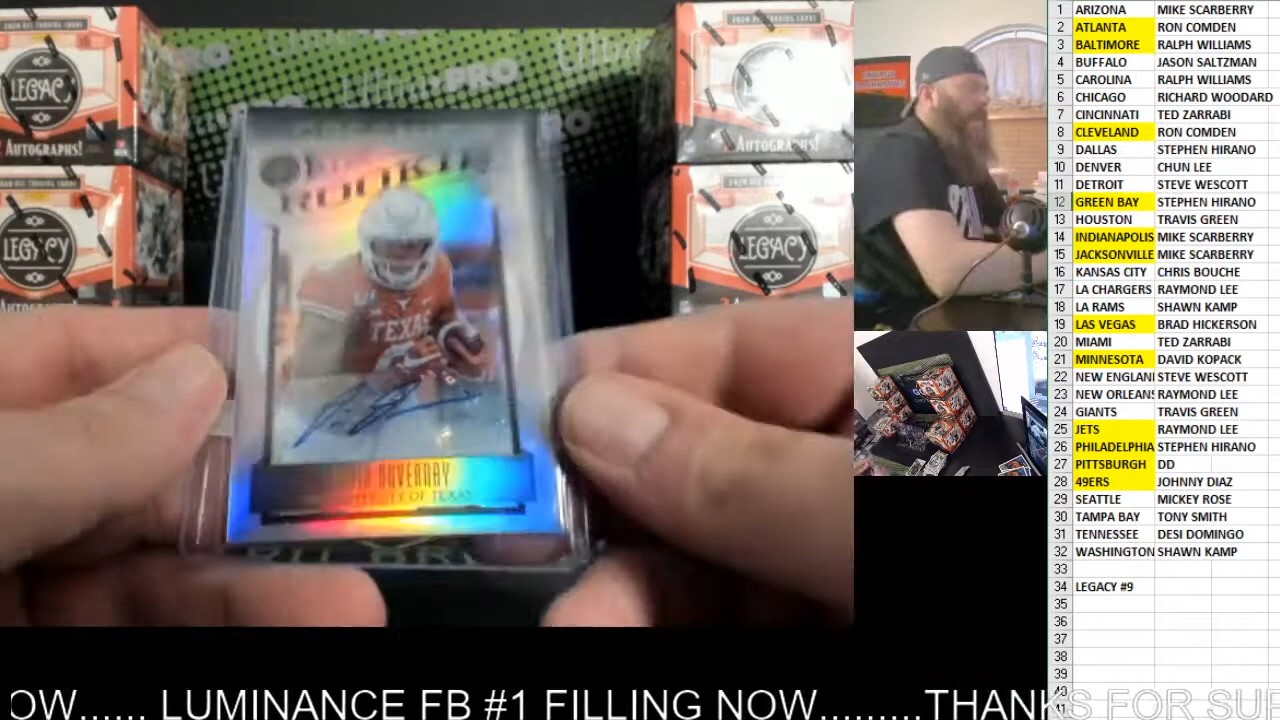 LEGACY
AUTOGRAPHS!
LEGACY
LEGACY
ROOKIE
TEXAS
DUVERNAY
OF TEXAS
1 ARIZONA MIKE SCARBERRY
2 ATLANTA RON COMDEN
3 BALTIMORE RALPH WILLIAMS
4 BUFFALO JASON SALTZMAN
5 CAROLINA RALPH WILLIAMS
6 CHICAGO RICHARD WOODARD
7 CINCINNATI TED ZARRABI
8 CLEVELAND RON COMDEN
9 DALLAS STEPHEN HIRANO
10 DENVER CHUN LEE
11 DETROIT STEVE WESCOTT
12 GREEN BAY STEPHEN HIRANO
13 HOUSTON TRAVIS GREEN
14 INDIANAPOLIS MIKE SCARBERRY
15 JACKSONVILLE MIKE SCARBERRY
16 KANSAS CITY CHRIS BOUCHE
17 LA CHARGERS RAYMOND LEE
18 LA RAMS SHAWN KAMP
19 LAS VEGAS BRAD HICKERSON
20 MIAMI TED ZARRABI
21 MINNESOTA DAVID KOPACK
22 NEW ENGLAN STEVE WESCOTT
23 NEW ORLEANS RAYMOND LEE
24 GIANTS TRAVIS GREEN
25 JETS RAYMOND LEE
26 PHILADELPHIA STEPHEN HIRANO
27 PITTSBURGH DD
28 49ERS JOHNNY DIAZ
29 SEATTLE MICKEY ROSE
30 TAMPA BAY TONY SMITH
31 TENNESSEE DESI DOMINGO
32 WASHINGTON SHAWN KAMP
33
34 LEGACY #9
35
36
37
38
39
40
41
OW...... LUMINANCE FB #1 FILLING NOW.........THANKS FOR SUP